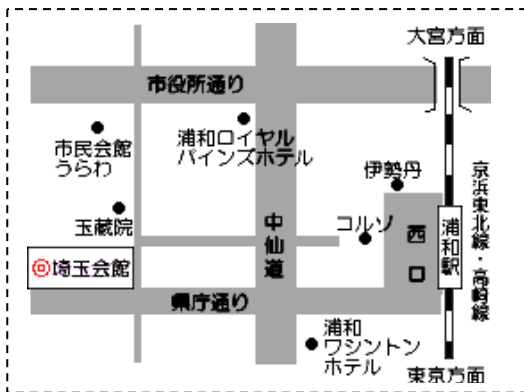 大宮方面
市役所通り
市民会館
うらわ
浦和ロイヤル
パインズホテル
伊勢丹
京浜東北線・高崎線
玉蔵院
中仙道
コルソ
西口
浦和駅
◎埼玉会館
県庁通り
浦和
ワシントン
ホテル
東京方面